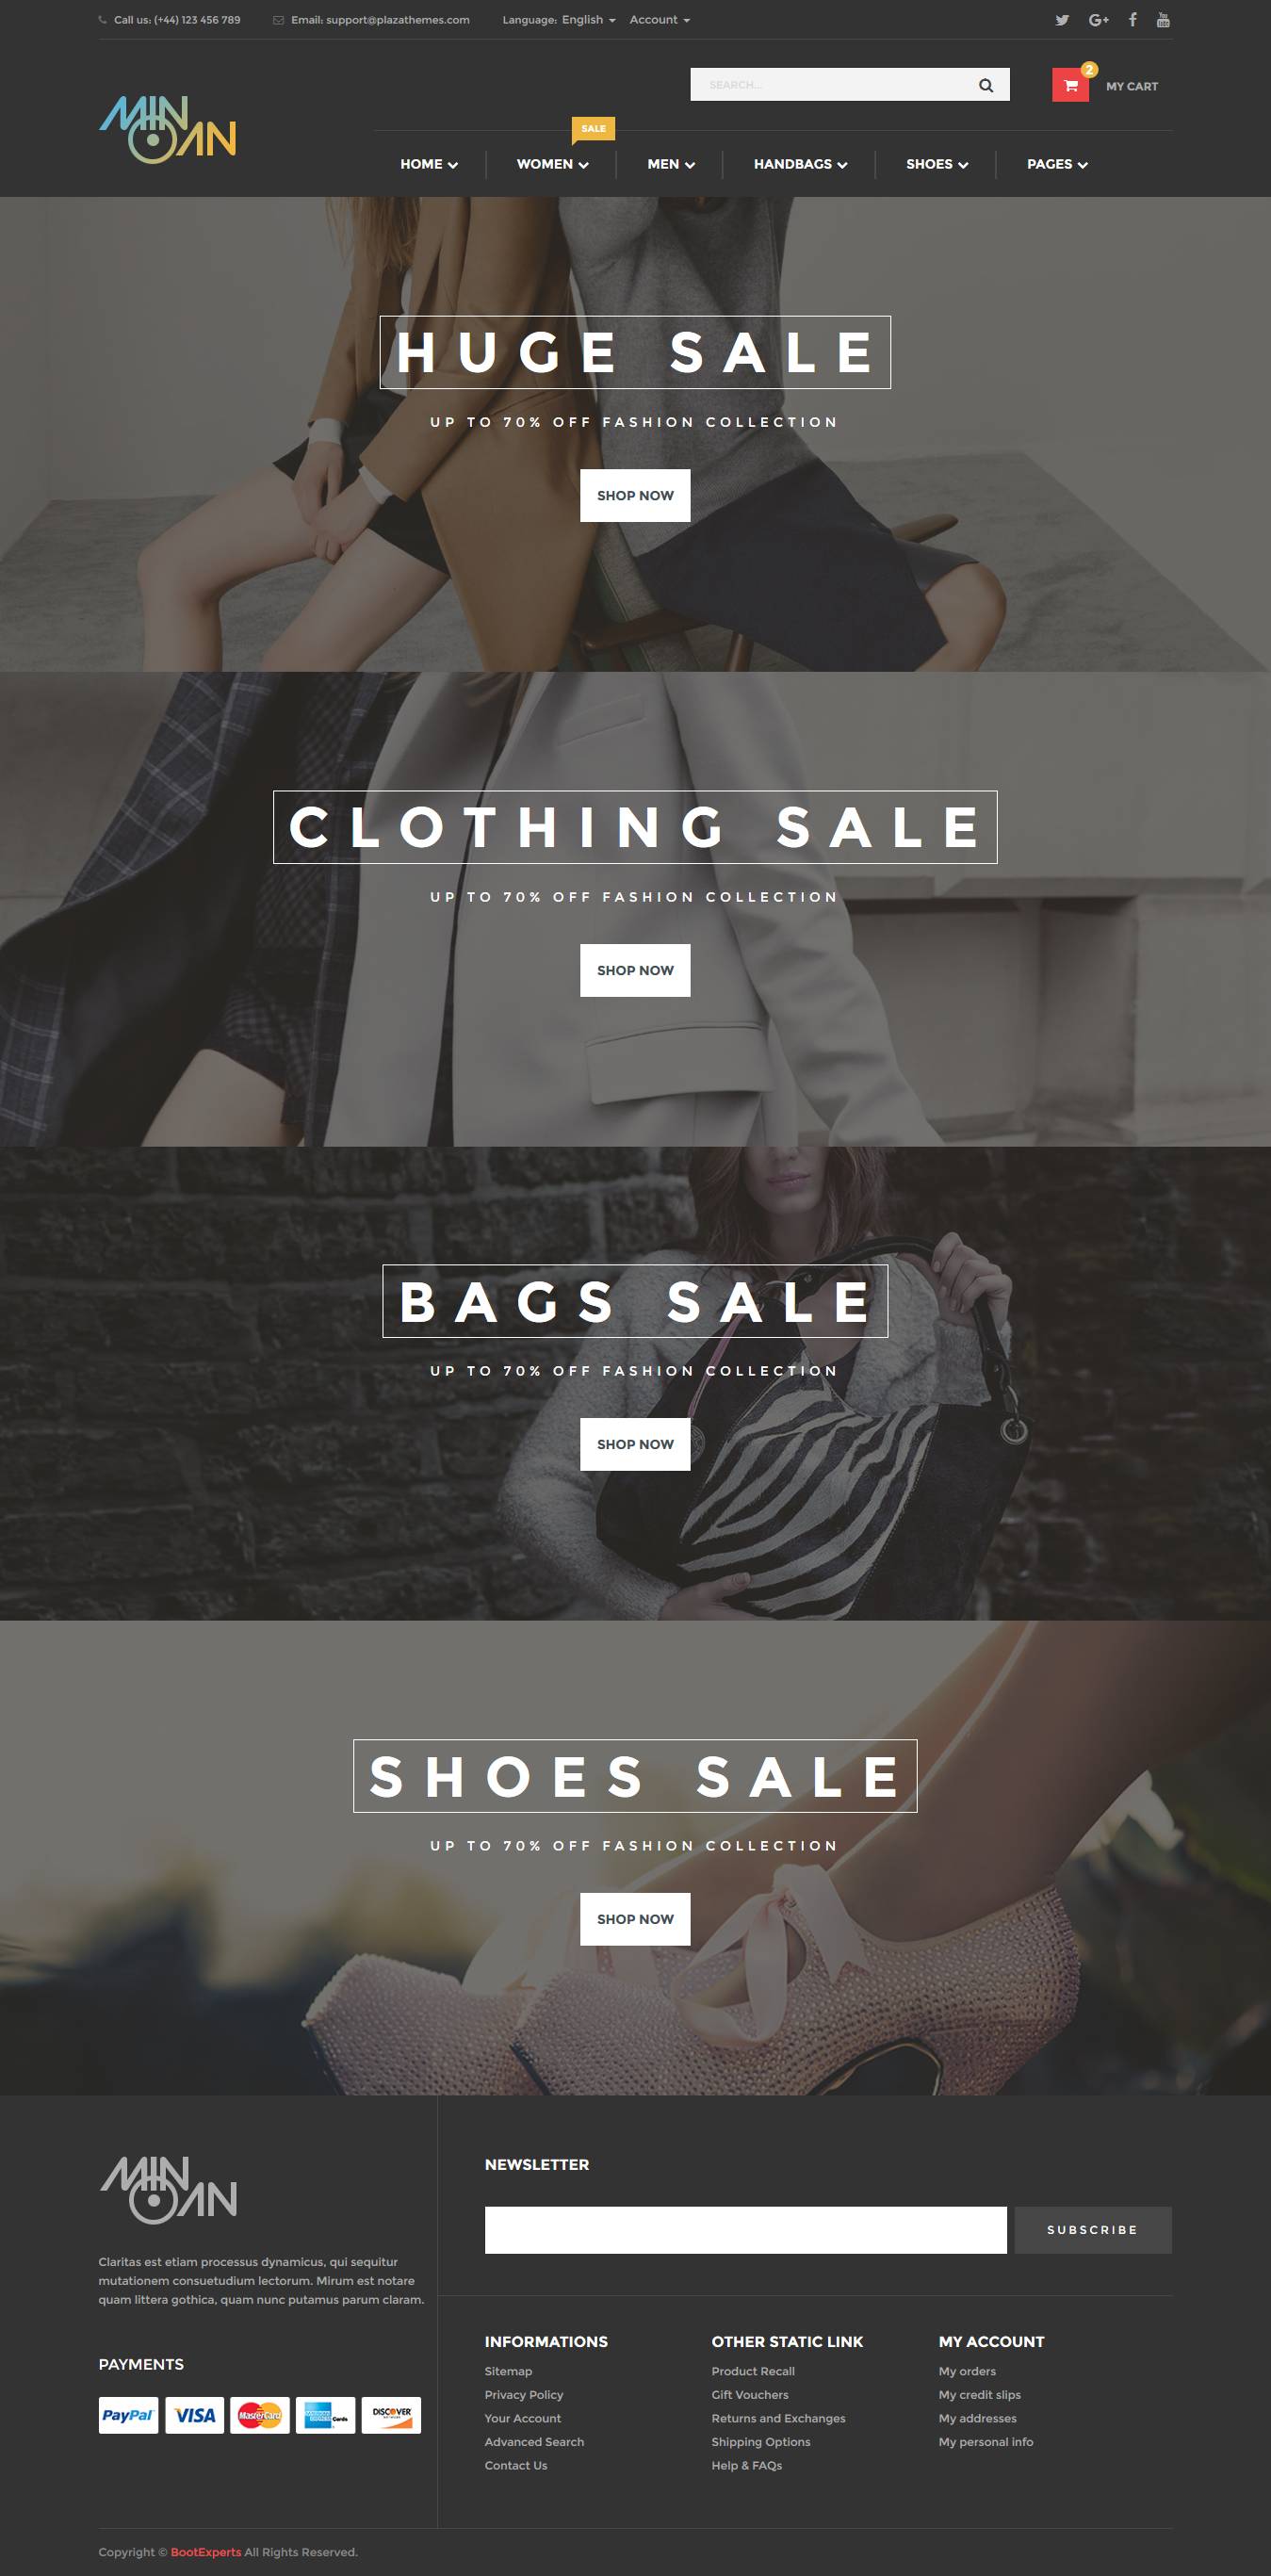 Call us: (+44) 123 456 789 Email: support@plazathemes.com Language: English Account
SEARCH...
2
MY CART
MINOAN
SALE
HOME WOMEN MEN HANDBAGS SHOES PAGES
HUGE SALE
UP TO 70% OFF FASHION COLLECTION
SHOP NOW
CLOTHING SALE
UP TO 70% OFF FASHION COLLECTION
SHOP NOW
BAGS SALE
UP TO 70% OFF FASHION COLLECTION
SHOP NOW
SHOES SALE
UP TO 70% OFF FASHION COLLECTION
SHOP NOW
MINOAN
Claritas est etiam processus dynamicus, qui sequitur
mutationem consuetudium lectorum. Mirum est notare
quam littera gothica, quam nunc putamus parum claram.
PAYMENTS
PayPal VISA MasterCard AMERICAN EXPRESS Cards DISCOVER
NEWSLETTER
SUBSCRIBE
INFORMATIONS
Sitemap
Privacy Policy
Your Account
Advanced Search
Contact Us
OTHER STATIC LINK
Product Recall
Gift Vouchers
Returns and Exchanges
Shipping Options
Help & FAQs
MY ACCOUNT
My orders
My credit slips
My addresses
My personal info
Copyright © BootExperts All Rights Reserved.